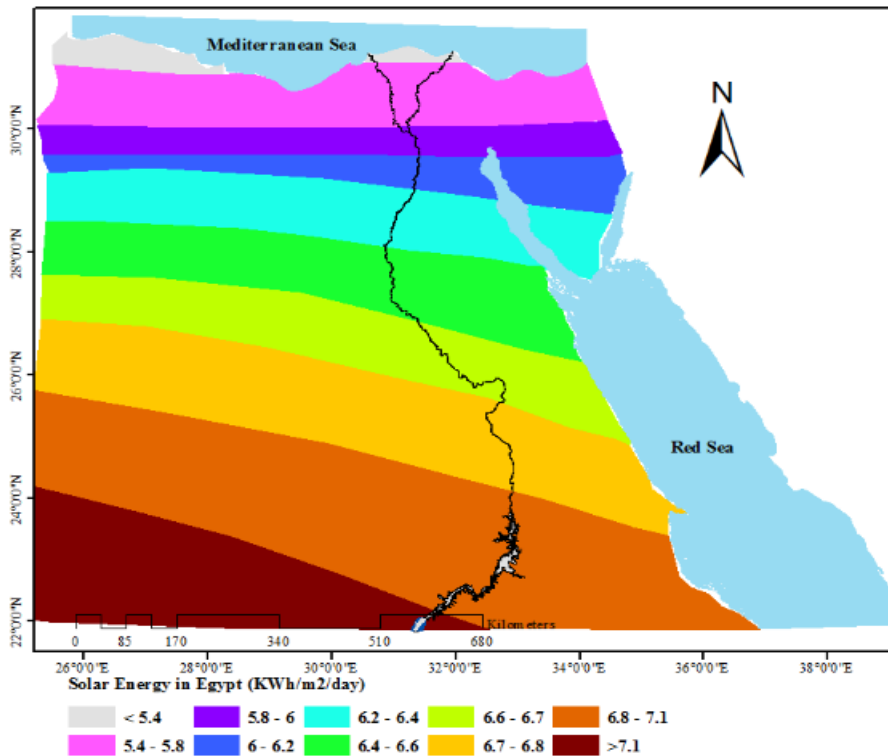 Mediterranean Sea
N
Red Sea
30°0'0"N
28°0'0"N
26°0'0"N
24°0'0"N
22°0'0"N
Kilometers
0 85 170 340 510 680
26°0'0"E 28°0'0"E 30°0'0"E 32°0'0"E 34°0'0"E 36°0'0"E 38°0'0"E
Solar Energy in Egypt (KWh/m2/day)
< 5.4 5.8 - 6 6.2 - 6.4 6.6 - 6.7 6.8 - 7.1
5.4 - 5.8 6 - 6.2 6.4 - 6.6 6.7 - 6.8 >7.1